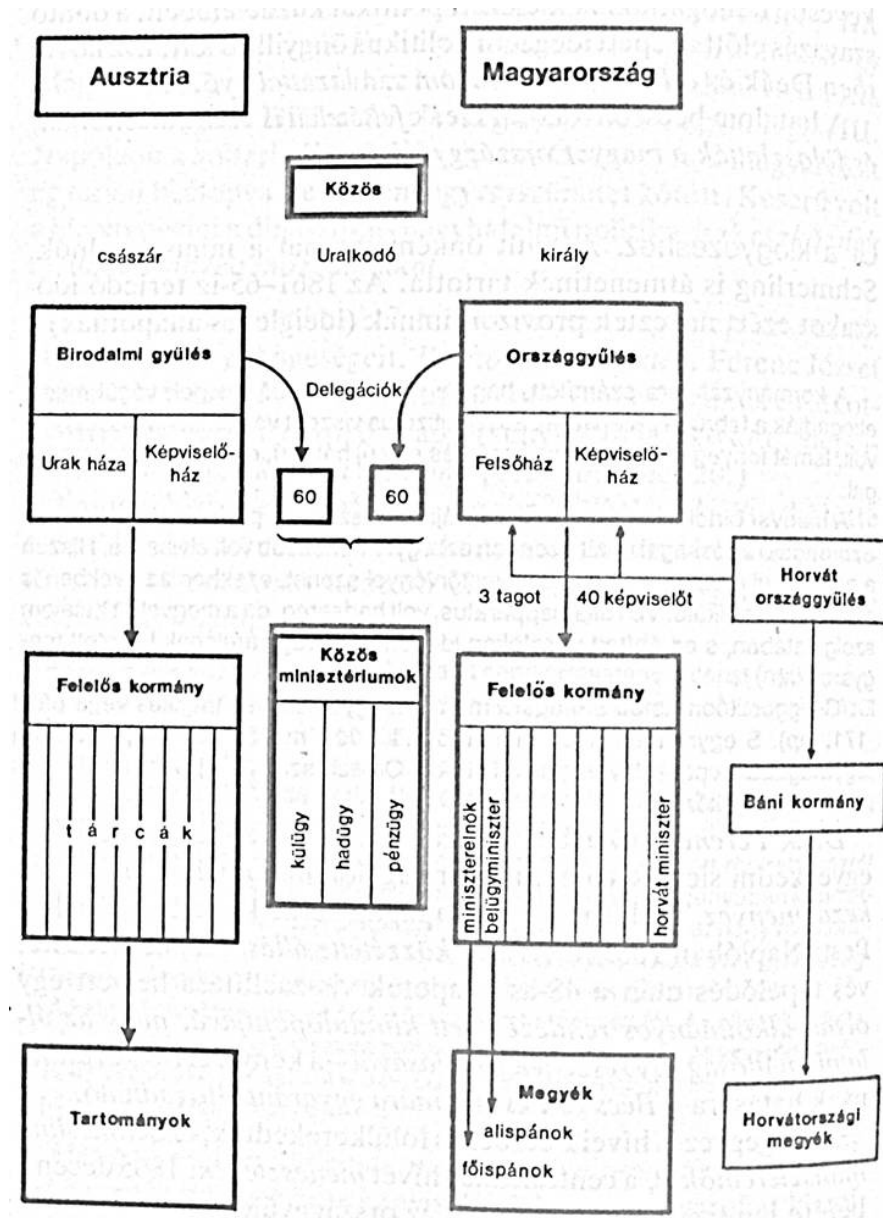 Ausztria
Magyarország
Közös
császár
Uralkodó
király
Birodalmi gyűlés
Országgyűlés
Delegációk
Urak háza
Képviselő-
ház
Felsőház
Képviselő-
ház
60
60
3 tagot
40 képviselőt
Horvát
országgyűlés
Felelős kormány
Közös
minisztériumok
Felelős kormány
tárcák
külügy
hadügy
pénzügy
miniszterelnök
belügyminiszter
horvát miniszter
Báni kormány
Tartományok
Megyék
alispánok
főispánok
Horvátországi
megyék